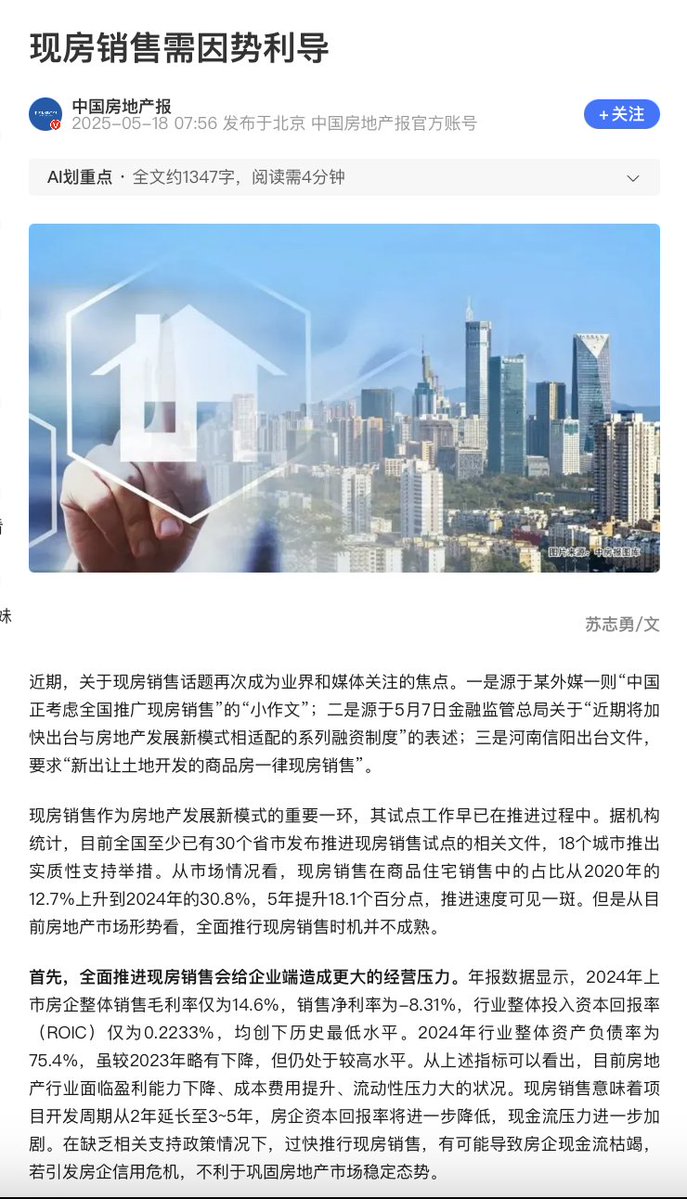 现房销售需因势利导
中国房地产报
2025-05-18 07:56 发布于北京 中国房地产报官方账号
+关注
AI划重点 · 全文约1347字，阅读需4分钟
图片来源：中房报图库
妹
苏志勇/文
近期，关于现房销售话题再次成为业界和媒体关注的焦点。一是源于某外媒一则“中国
正考虑全国推广现房销售”的“小作文”；二是源于5月7日金融监管总局关于“近期将加
快出台与房地产发展新模式相适配的系列融资制度”的表述；三是河南信阳出台文件，
要求“新出让土地开发的商品房一律现房销售”。
现房销售作为房地产发展新模式的重要一环，其试点工作早已在推进过程中。据机构
统计，目前全国至少已有30个省市发布推进现房销售试点的相关文件，18个城市推出
实质性支持举措。从市场情况看，现房销售在商品住宅销售中的占比从2020年的
12.7%上升到2024年的30.8%，5年提升18.1个百分点，推进速度可见一斑。但是从目
前房地产市场形势看，全面推行现房销售时机并不成熟。
首先，全面推进现房销售会给企业端造成更大的经营压力。年报数据显示，2024年上
市房企整体销售毛利率仅为14.6%，销售净利率为-8.31%，行业整体投入资本回报率
（ROIC）仅为0.2233%，均创下历史最低水平。2024年行业整体资产负债率为
75.4%，虽较2023年略有下降，但仍处于较高水平。从上述指标可以看出，目前房地
产行业面临盈利能力下降、成本费用提升、流动性压力大的状况。现房销售意味着项
目开发周期从2年延长至3~5年，房企资本回报率将进一步降低，现金流压力进一步加
剧。在缺乏相关支持政策情况下，过快推行现房销售，有可能导致房企现金流枯竭，
若引发房企信用危机，不利于巩固房地产市场稳定态势。